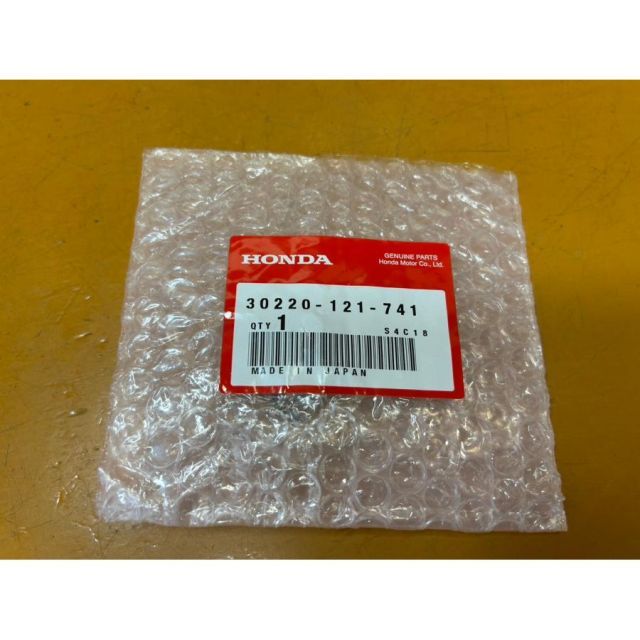 HONDA
GENUINE PARTS
Honda Motor Co., Ltd.
30220-121-741
QTY 1
S4C18
MADE IN JAPAN